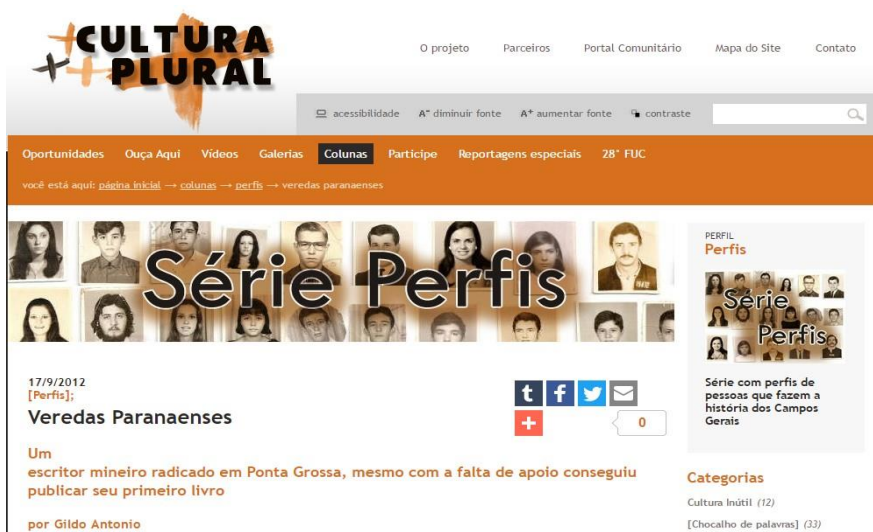 CULTURA
PLURAL
O projeto Parceiros Portal Comunitário Mapa do Site Contato
acessibilidade A- diminuir fonte A+ aumentar fonte contraste
Oportunidades Ouça Aqui Vídeos Galerias Colunas Participe Reportagens especiais 28° FUC
você está aqui: página inicial → colunas → perfis → veredas paranaenses
Série Perfis
17/9/2012
[Perfis];
Veredas Paranaenses
t f
+ 0
Um
escritor mineiro radicado em Ponta Grossa, mesmo com a falta de apoio conseguiu
publicar seu primeiro livro
por Gildo Antonio
PERFIL
Perfis
Série
Perfis
Série com perfis de
pessoas que fazem a
história dos Campos
Gerais
Categorias
Cultura Inútil (12)
[Chocalho de palavras] (33)